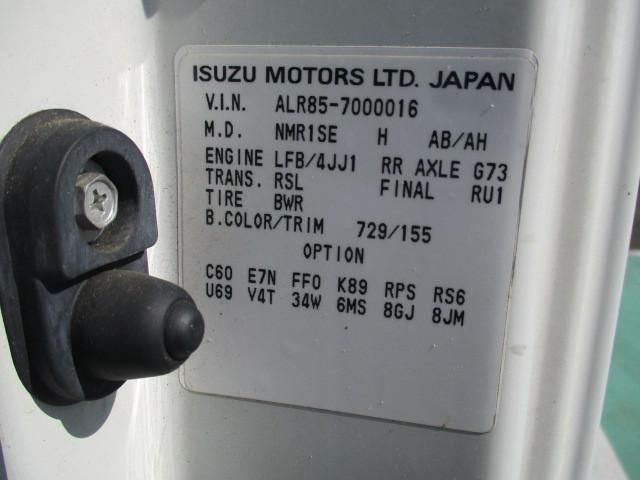 ISUZU MOTORS LTD. JAPAN
V.I.N. ALR85-7000016
M.D. NMR1SE H AB/AH
ENGINE LFB/4JJ1 RR AXLE G73
TRANS. RSL FINAL RU1
TIRE BWR
B.COLOR/TRIM 729/155
OPTION
C60 E7N FF0 K89 RPS RS6
U69 V4T 34W 6MS 8GJ 8JM